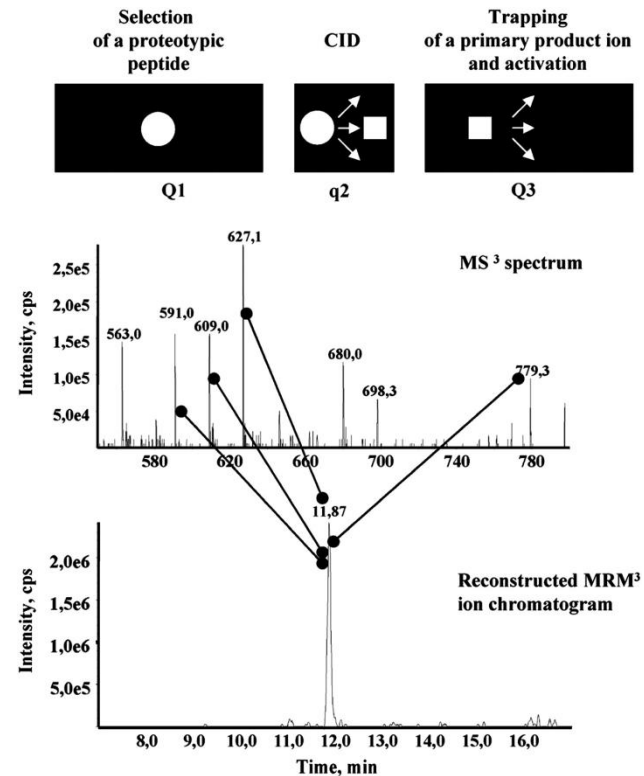 Selection
of a proteotypic
peptide
CID
Trapping
of a primary product ion
and activation
Q1
q2
Q3
Intensity, cps
2,5e5
2,0e5
1,5e5
1,0e5
5,0e4
563,0
591,0
609,0
627,1
680,0
698,3
779,3
MS ³ spectrum
580
620
660
700
740
780
Intensity, cps
2,0e6
1,5e6
1,0e6
5,0e5
11,87
Reconstructed MRM³
ion chromatogram
8,0
9,0
10,0
11,0
12,0
13,0
14,0
15,0
16,0
Time, min